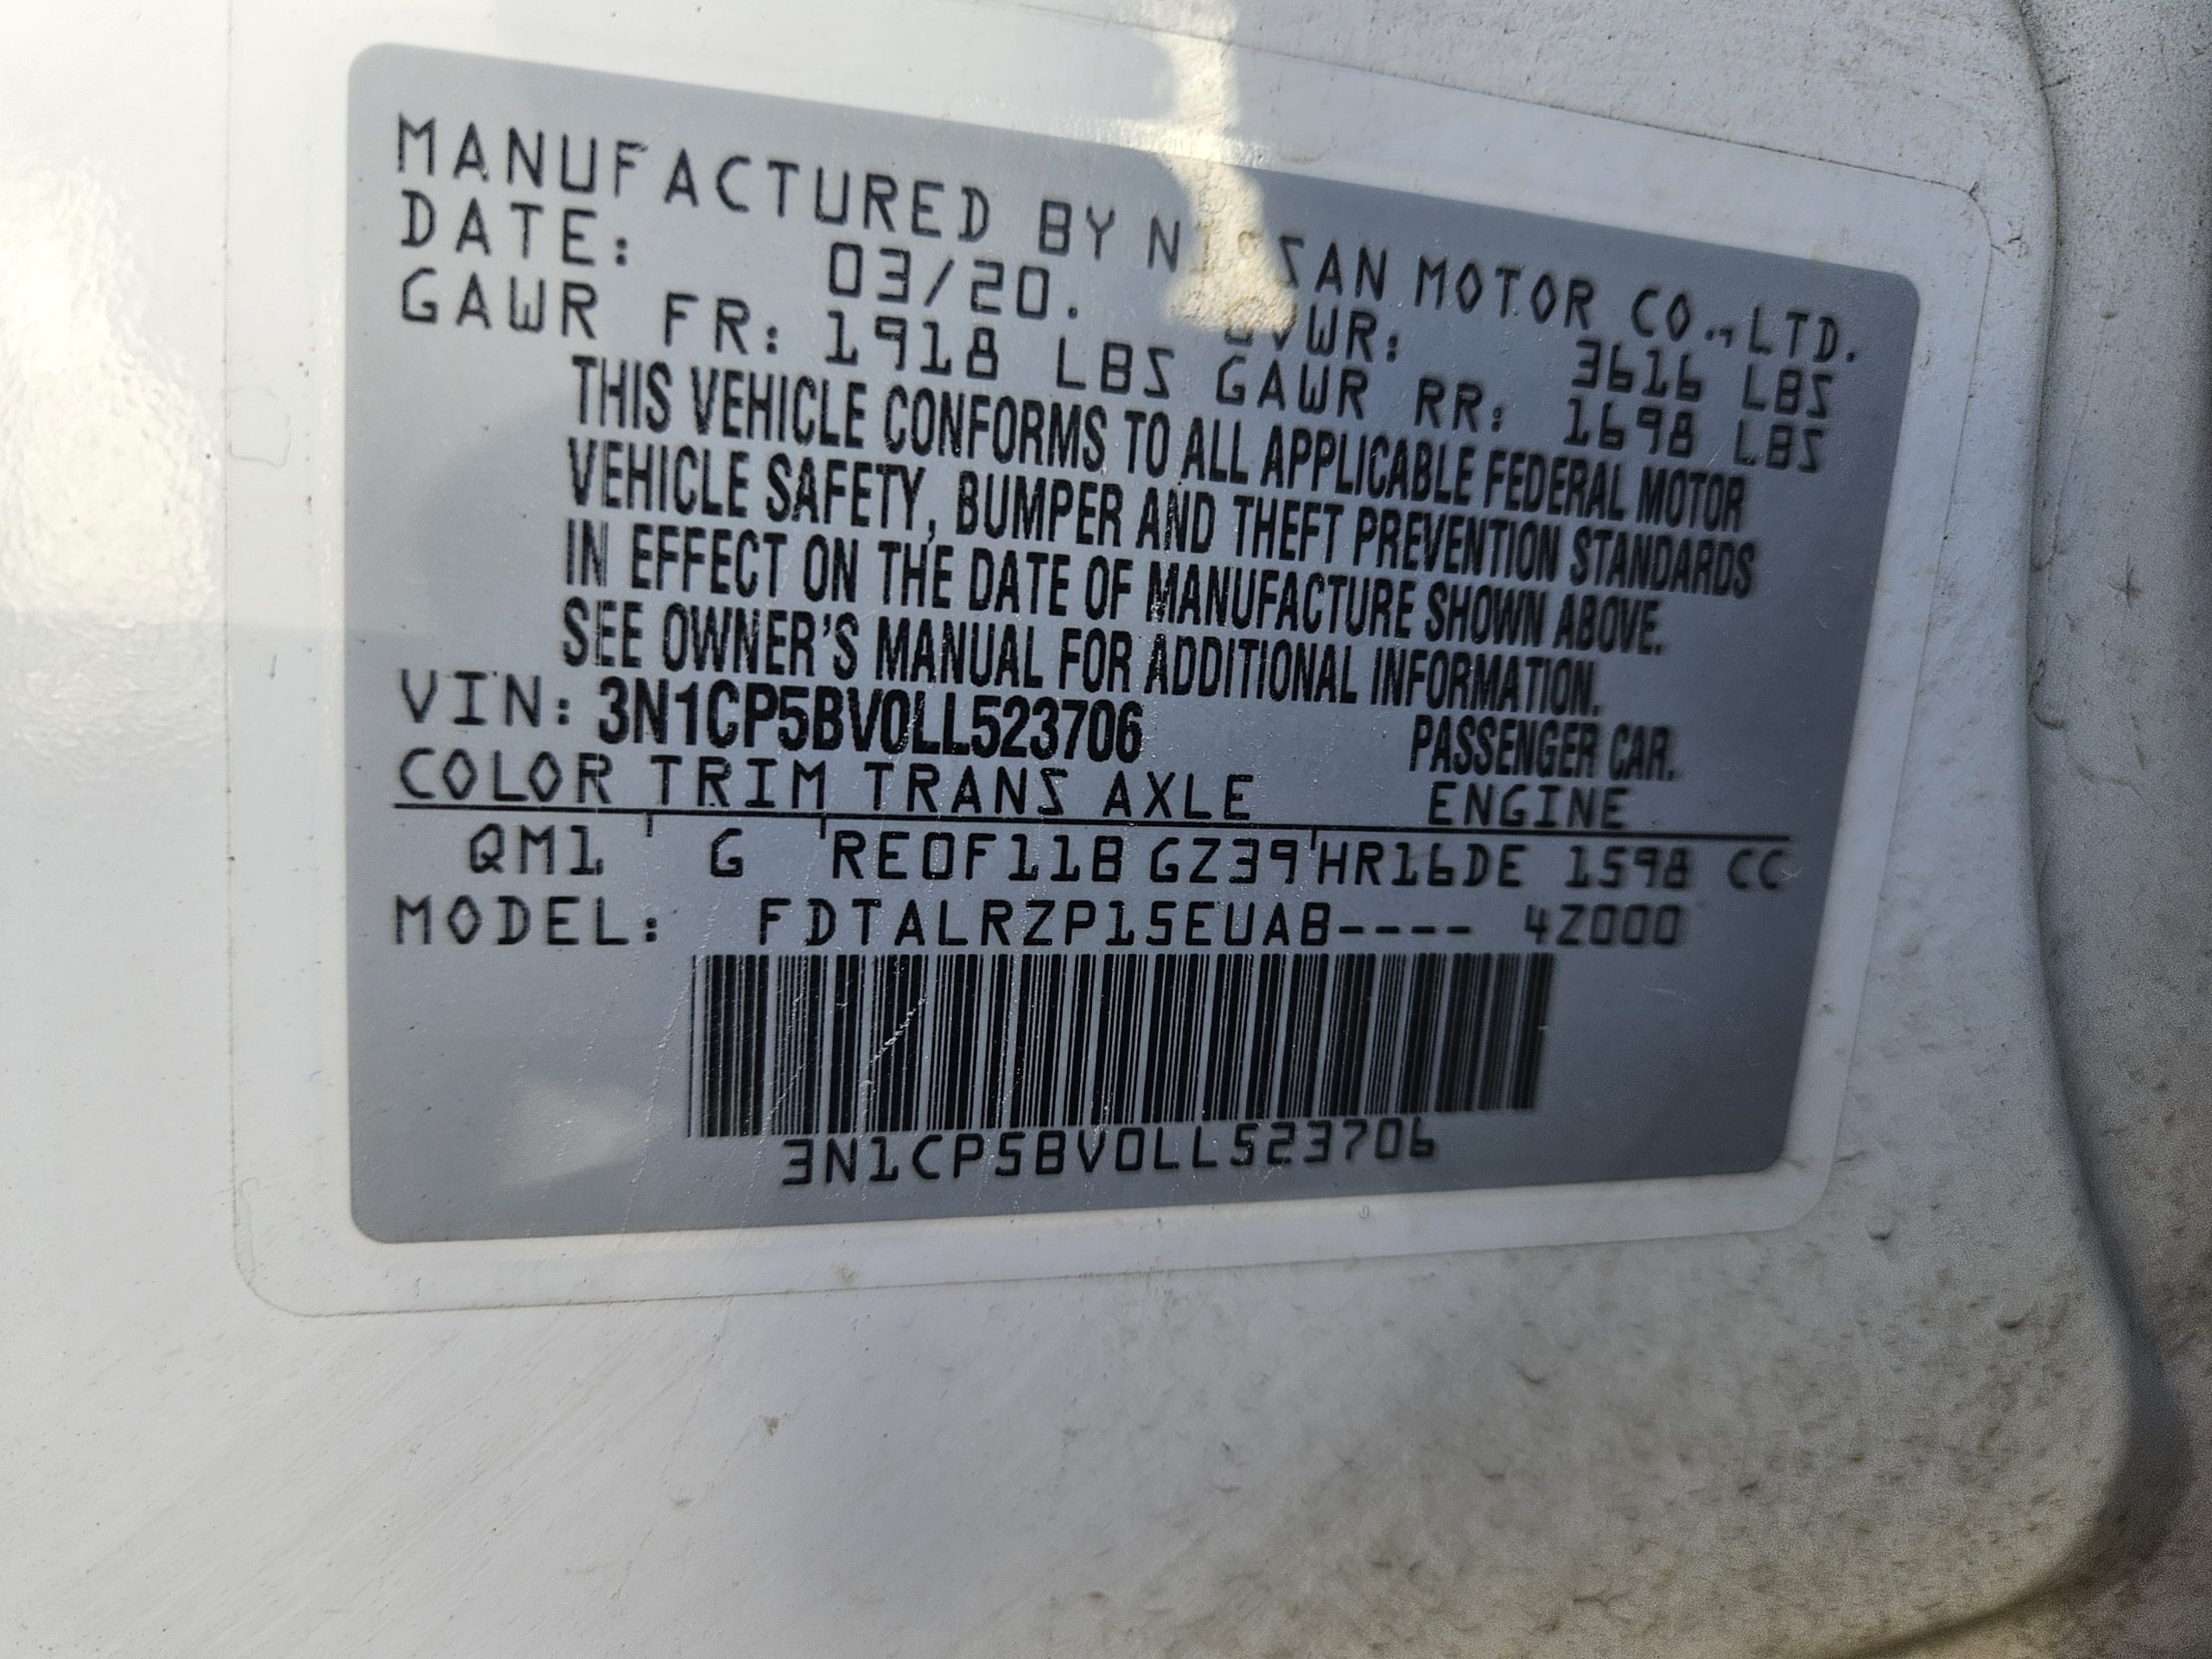 MANUFACTURED BY NISSAN MOTOR CO.,LTD.
DATE: 03/20. GVWR: 3616 LBS
GAWR FR: 1918 LBS GAWR RR: 1698 LBS
THIS VEHICLE CONFORMS TO ALL APPLICABLE FEDERAL MOTOR
VEHICLE SAFETY, BUMPER AND THEFT PREVENTION STANDARDS
IN EFFECT ON THE DATE OF MANUFACTURE SHOWN ABOVE.
SEE OWNER'S MANUAL FOR ADDITIONAL INFORMATION.
VIN: 3N1CP5BV0LL523706 PASSENGER CAR.
COLOR TRIM TRANS AXLE ENGINE
QM1 G RE0F11B GZ39 HR16DE 1598 CC
MODEL: FDTALRZP15EUAB---- 4Z000
3N1CP5BV0LL523706